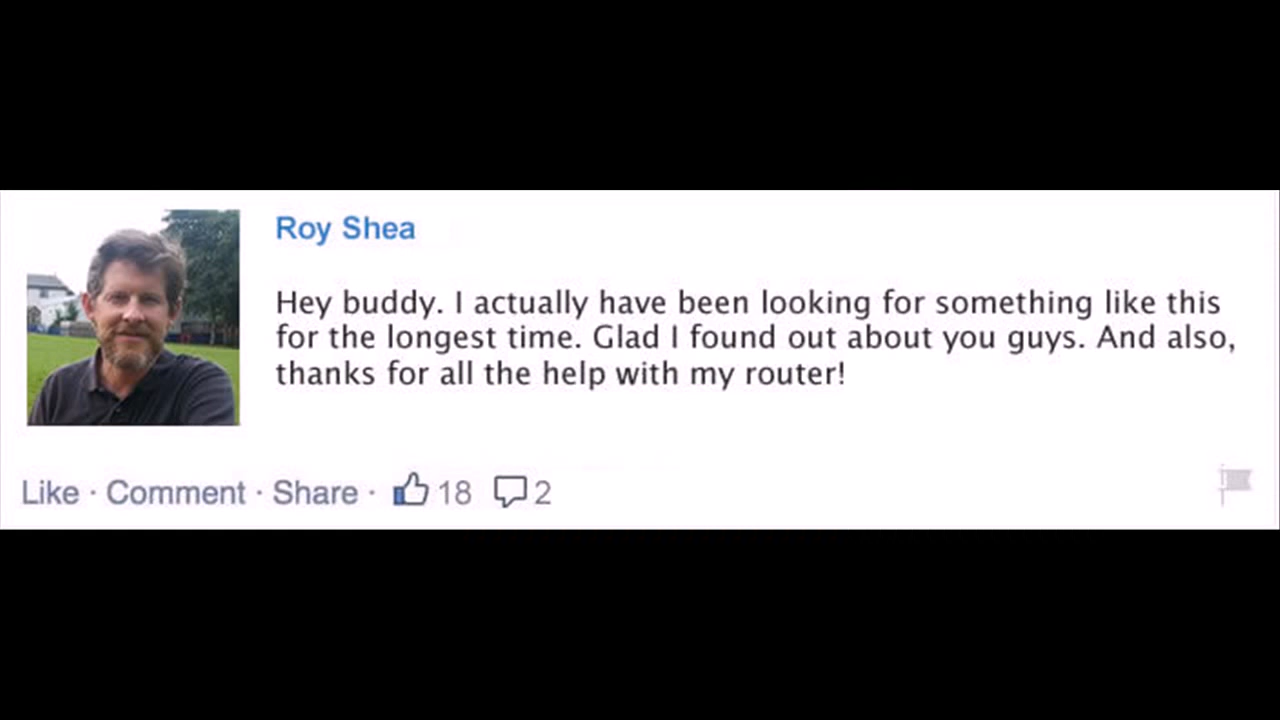 Roy Shea
Hey buddy. I actually have been looking for something like this
for the longest time. Glad I found out about you guys. And also,
thanks for all the help with my router!
Like · Comment · Share · 18 2